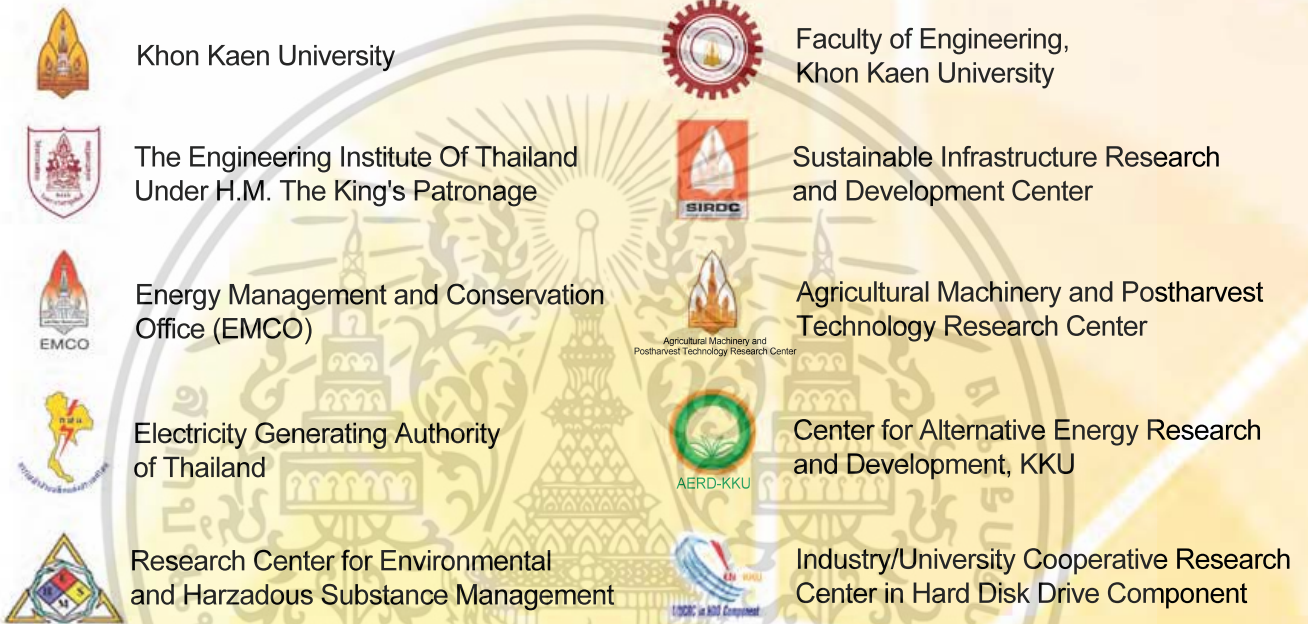 Khon Kaen University
Faculty of Engineering,
Khon Kaen University
The Engineering Institute Of Thailand
Under H.M. The King's Patronage
SIRDC
Sustainable Infrastructure Research
and Development Center
EMCO
Energy Management and Conservation
Office (EMCO)
Agricultural Machinery and
Postharvest Technology Research Center
Agricultural Machinery and Postharvest
Technology Research Center
Electricity Generating Authority
of Thailand
AERD-KKU
Center for Alternative Energy Research
and Development, KKU
Research Center for Environmental
and Harzadous Substance Management
I/UCRC in HDD Component
Industry/University Cooperative Research
Center in Hard Disk Drive Component